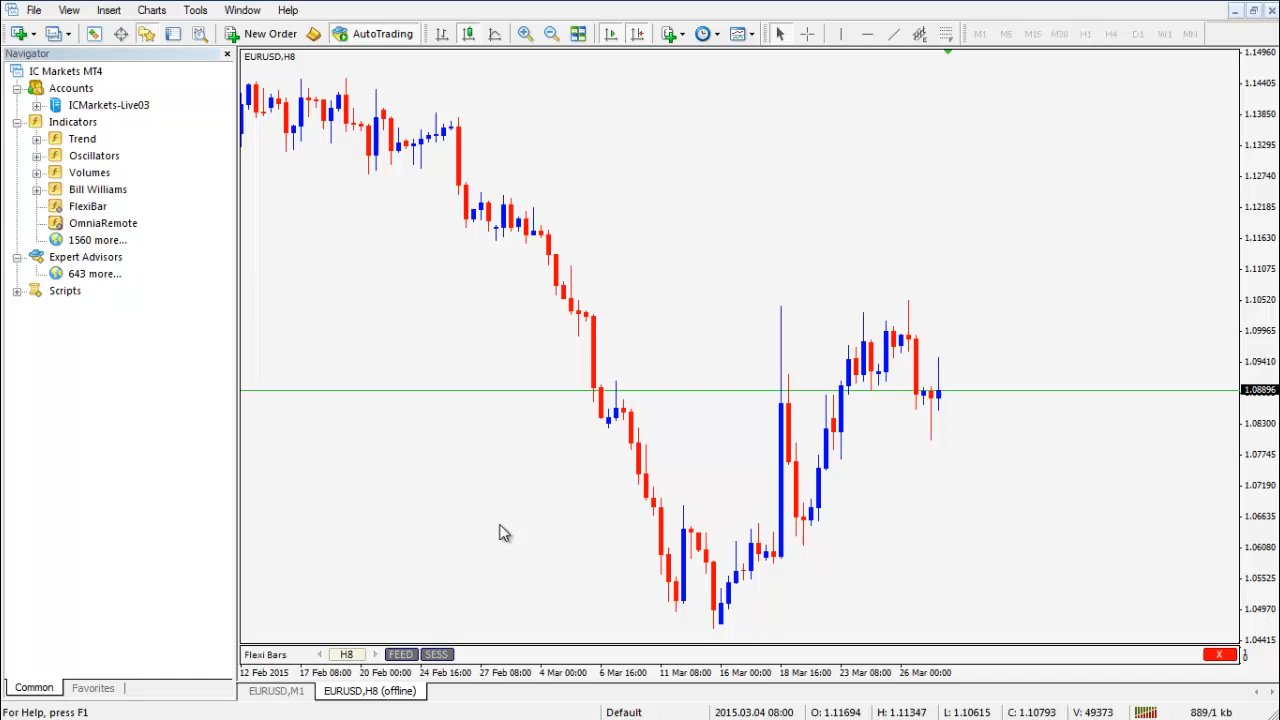 File View Insert Charts Tools Window Help
New Order AutoTrading M1 M5 M15 M30 H1 H4 D1 W1 MN
Navigator
IC Markets MT4
Accounts
ICMarkets-Live03
Indicators
Trend
Oscillators
Volumes
Bill Williams
FlexiBar
OmniaRemote
1560 more...
Expert Advisors
643 more...
Scripts
Common Favorites
EURUSD,H8
1.14960
1.14405
1.13850
1.13295
1.12740
1.12185
1.11630
1.11075
1.10520
1.09965
1.09410
1.08896
1.08300
1.07745
1.07190
1.06635
1.06080
1.05525
1.04970
1.04415
Flexi Bars H8 FEED SESS X 1
0
12 Feb 2015 17 Feb 08:00 20 Feb 00:00 24 Feb 16:00 27 Feb 08:00 4 Mar 00:00 6 Mar 16:00 11 Mar 08:00 16 Mar 00:00 18 Mar 16:00 23 Mar 08:00 26 Mar 00:00
EURUSD,M1 EURUSD,H8 (offline)
For Help, press F1 Default 2015.03.04 08:00 O: 1.11694 H: 1.11347 L: 1.10615 C: 1.10793 V: 49373 889/1 kb